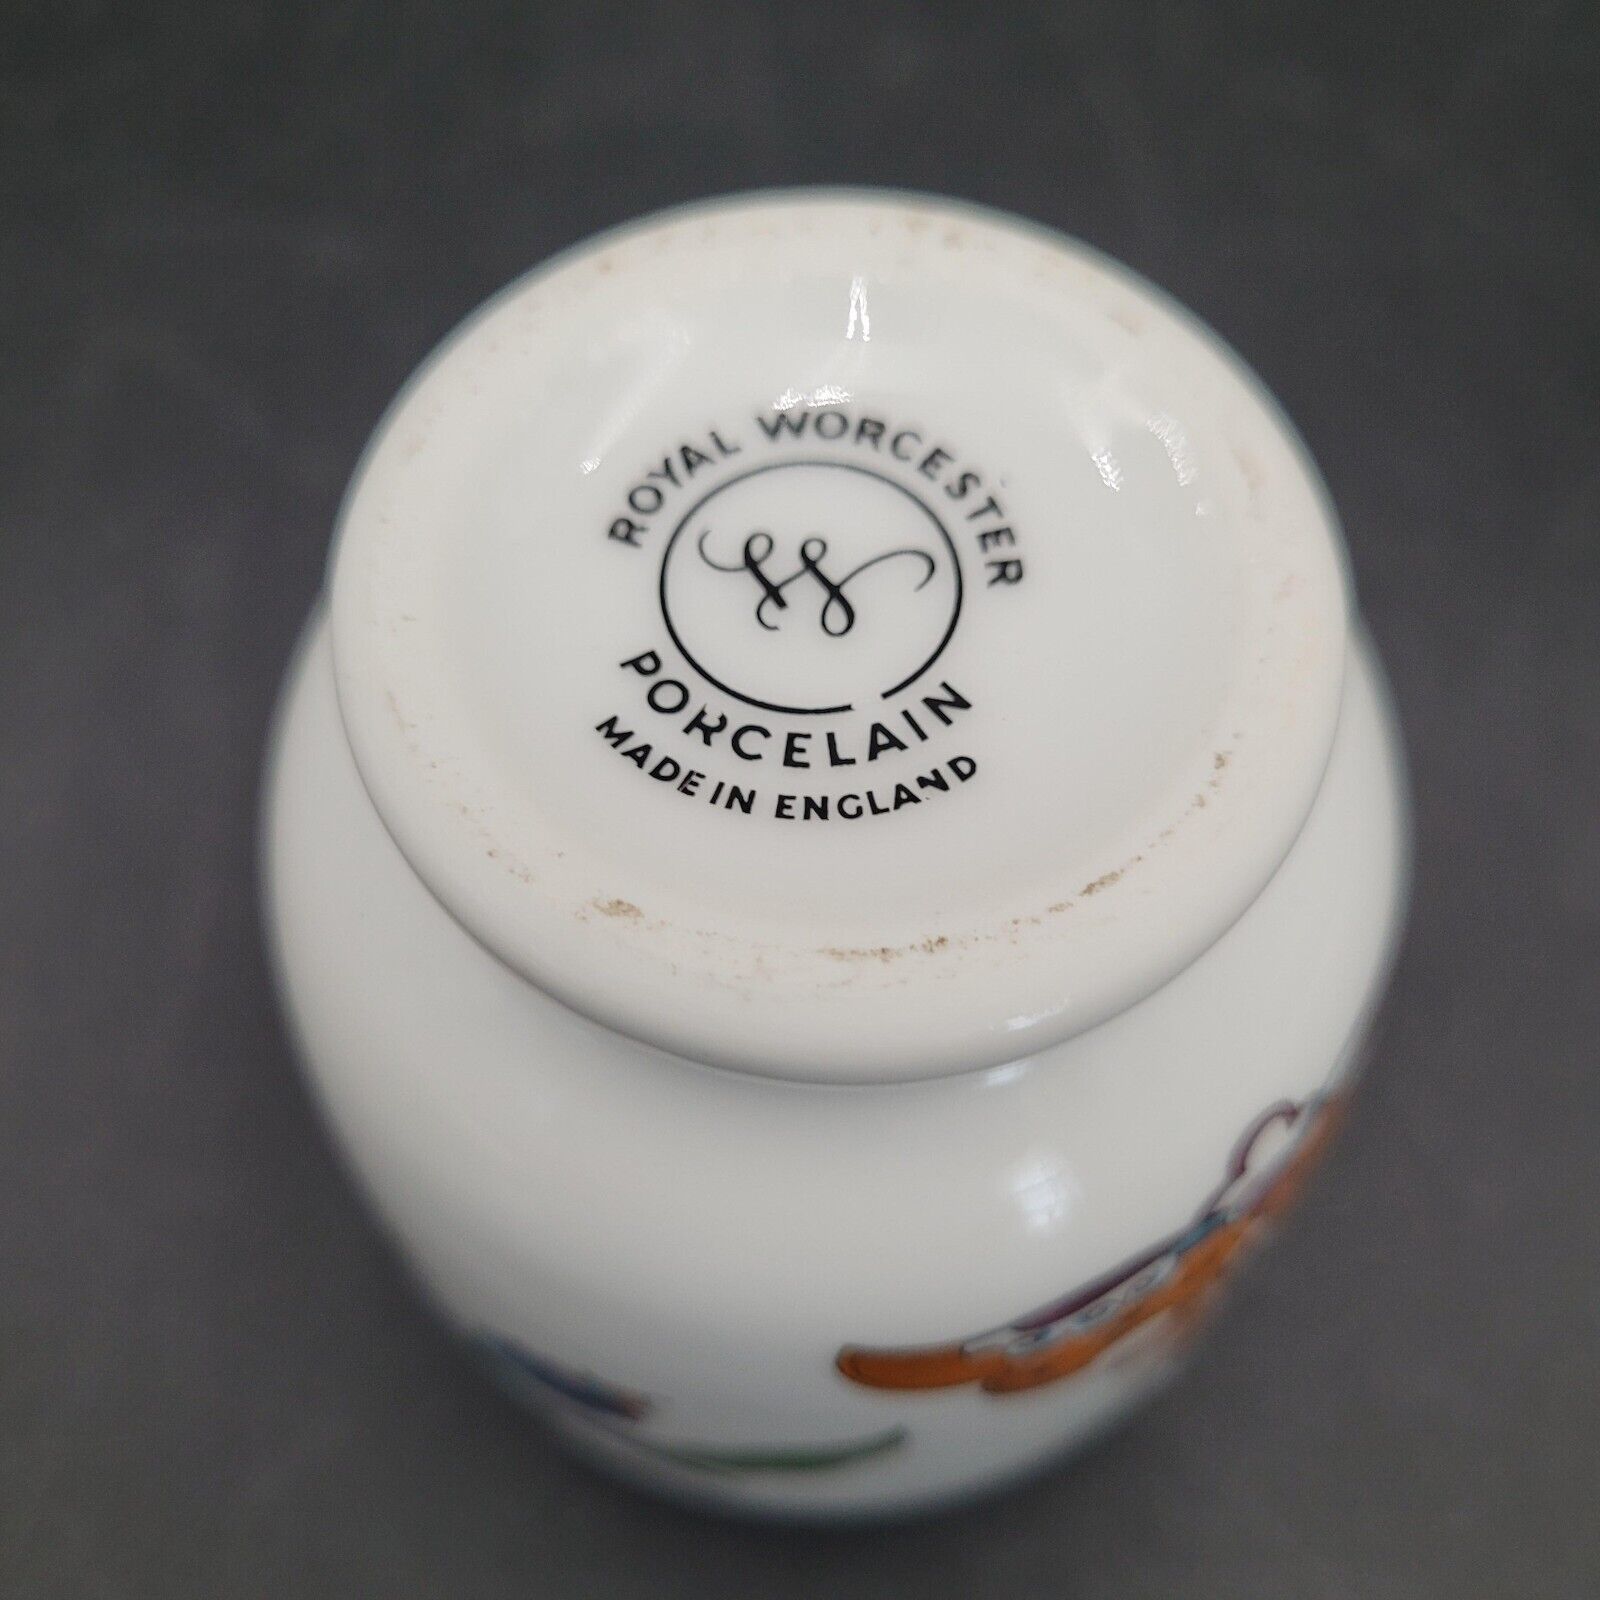 ROYAL WORCESTER
W
PORCELAIN
MADE IN ENGLAND